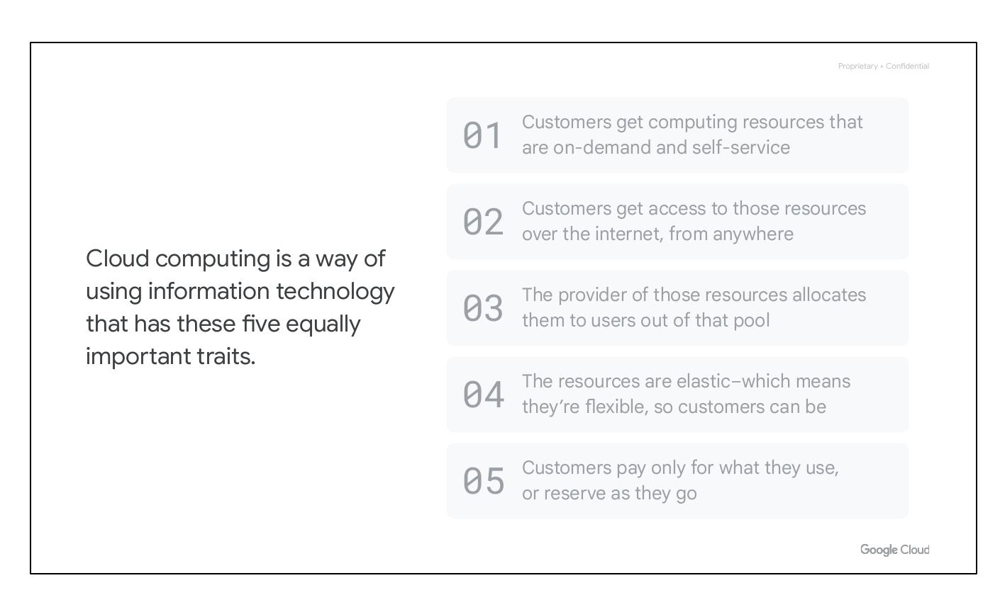 Proprietary + Confidential
Cloud computing is a way of
using information technology
that has these five equally
important traits.
01
Customers get computing resources that
are on-demand and self-service
02
Customers get access to those resources
over the internet, from anywhere
03
The provider of those resources allocates
them to users out of that pool
04
The resources are elastic–which means
they’re flexible, so customers can be
05
Customers pay only for what they use,
or reserve as they go
Google Cloud